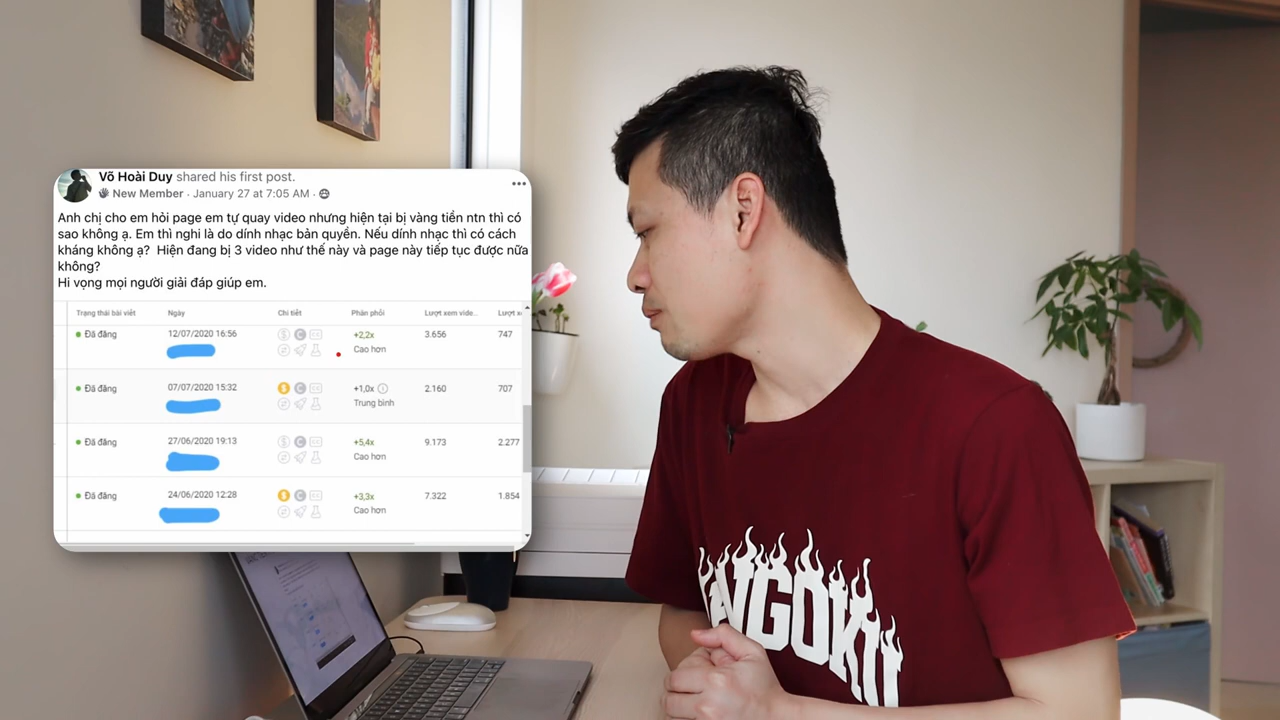 Võ Hoài Duy shared his first post.
New Member · January 27 at 7:05 AM ·
Anh chị cho em hỏi page em tự quay video nhưng hiện tại bị vàng tiền ntn thì có
sao không ạ. Em thì nghi là do dính nhạc bản quyền. Nếu dính nhạc thì có cách
kháng không ạ? Hiện đang bị 3 video như thế này và page này tiếp tục được nữa
không?
Hi vọng mọi người giải đáp giúp em.
Trạng thái bài viết Ngày Chi tiết Phân phối Lượt xem vide... Lượt x
Đã đăng 12/07/2020 16:56 +2,2x 3.656 747
Cao hơn
Đã đăng 07/07/2020 15:32 +1,0x 2.160 707
Trung bình
Đã đăng 27/06/2020 19:13 +5,4x 9.173 2.277
Cao hơn
Đã đăng 24/06/2020 12:28 +3,3x 7.322 1.854
Cao hơn